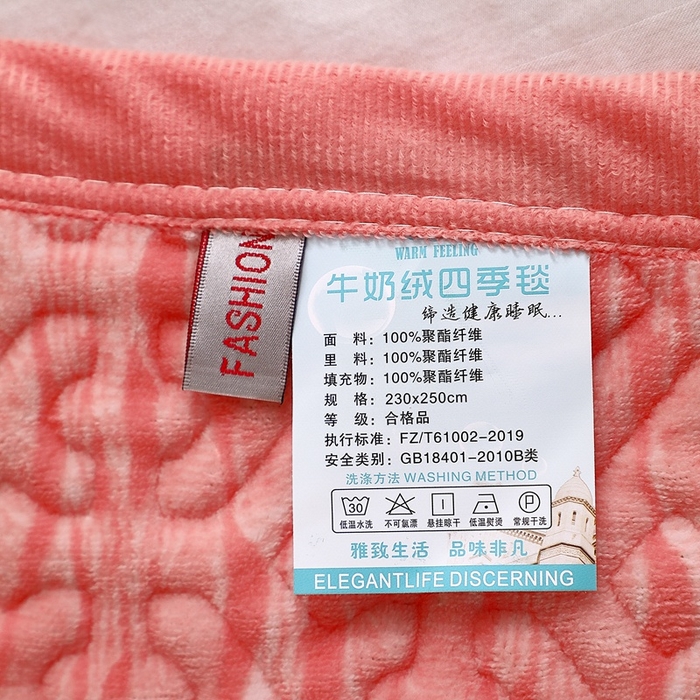 FASHION
WARM FEELING
牛奶绒四季毯
缔造健康睡眠...
面 料：100%聚酯纤维
里 料：100%聚酯纤维
填充物：100%聚酯纤维
规 格：230x250cm
等 级：合格品
执行标准：FZ/T61002-2019
安全类别：GB18401-2010B类
洗涤方法 WASHING METHOD
30 P
低温水洗 不可氯漂 悬挂晾干 低温熨烫 常规干洗
雅致生活 品味非凡
ELEGANTLIFE DISCERNING